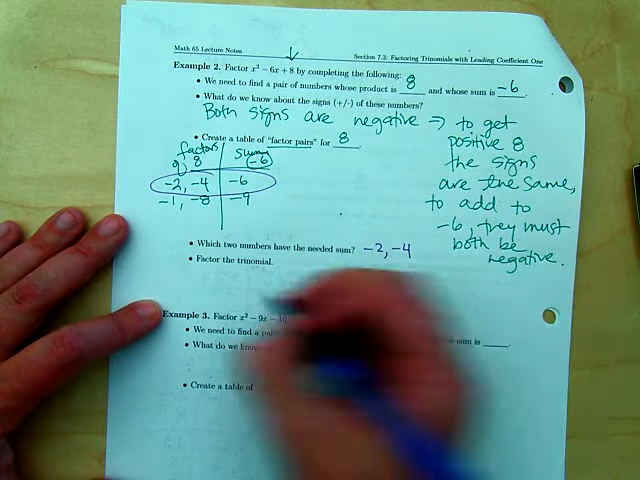 Math 65 Lecture Notes
Section 7.3: Factoring Trinomials with Leading Coefficient One
Example 2. Factor x² − 6x + 8 by completing the following:
• We need to find a pair of numbers whose product is 8 and whose sum is −6.
• What do we know about the signs (+/-) of these numbers?
Both signs are negative ⇒ to get
positive 8
the signs
are the same,
to add to
−6, they must
both be
negative.
• Create a table of "factor pairs" for 8.
factors of 8 | sum (−6)
−2, −4 | −6
−1, −8 | −9
• Which two numbers have the needed sum? −2, −4
• Factor the trinomial.
Example 3. Factor x² − 9x − 
• We need to find a
sum is
• What do we
• Create a table of